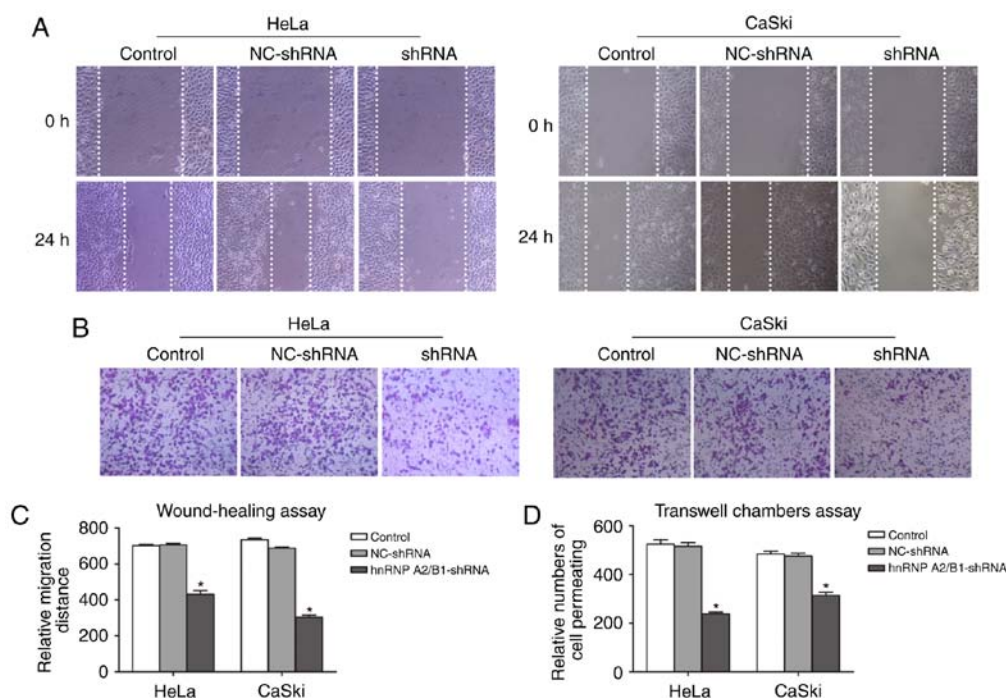 A
HeLa
CaSki
Control NC-shRNA shRNA
Control NC-shRNA shRNA
0 h
0 h
24 h
24 h
B
HeLa
CaSki
Control NC-shRNA shRNA
Control NC-shRNA shRNA
C
Wound-healing assay
Relative migration
distance
800
600
400
200
0
*
*
HeLa CaSki
Control
NC-shRNA
hnRNP A2/B1-shRNA
D
Transwell chambers assay
Relative numbers of
cell permeating
600
400
200
0
*
*
HeLa CaSki
Control
NC-shRNA
hnRNP A2/B1-shRNA